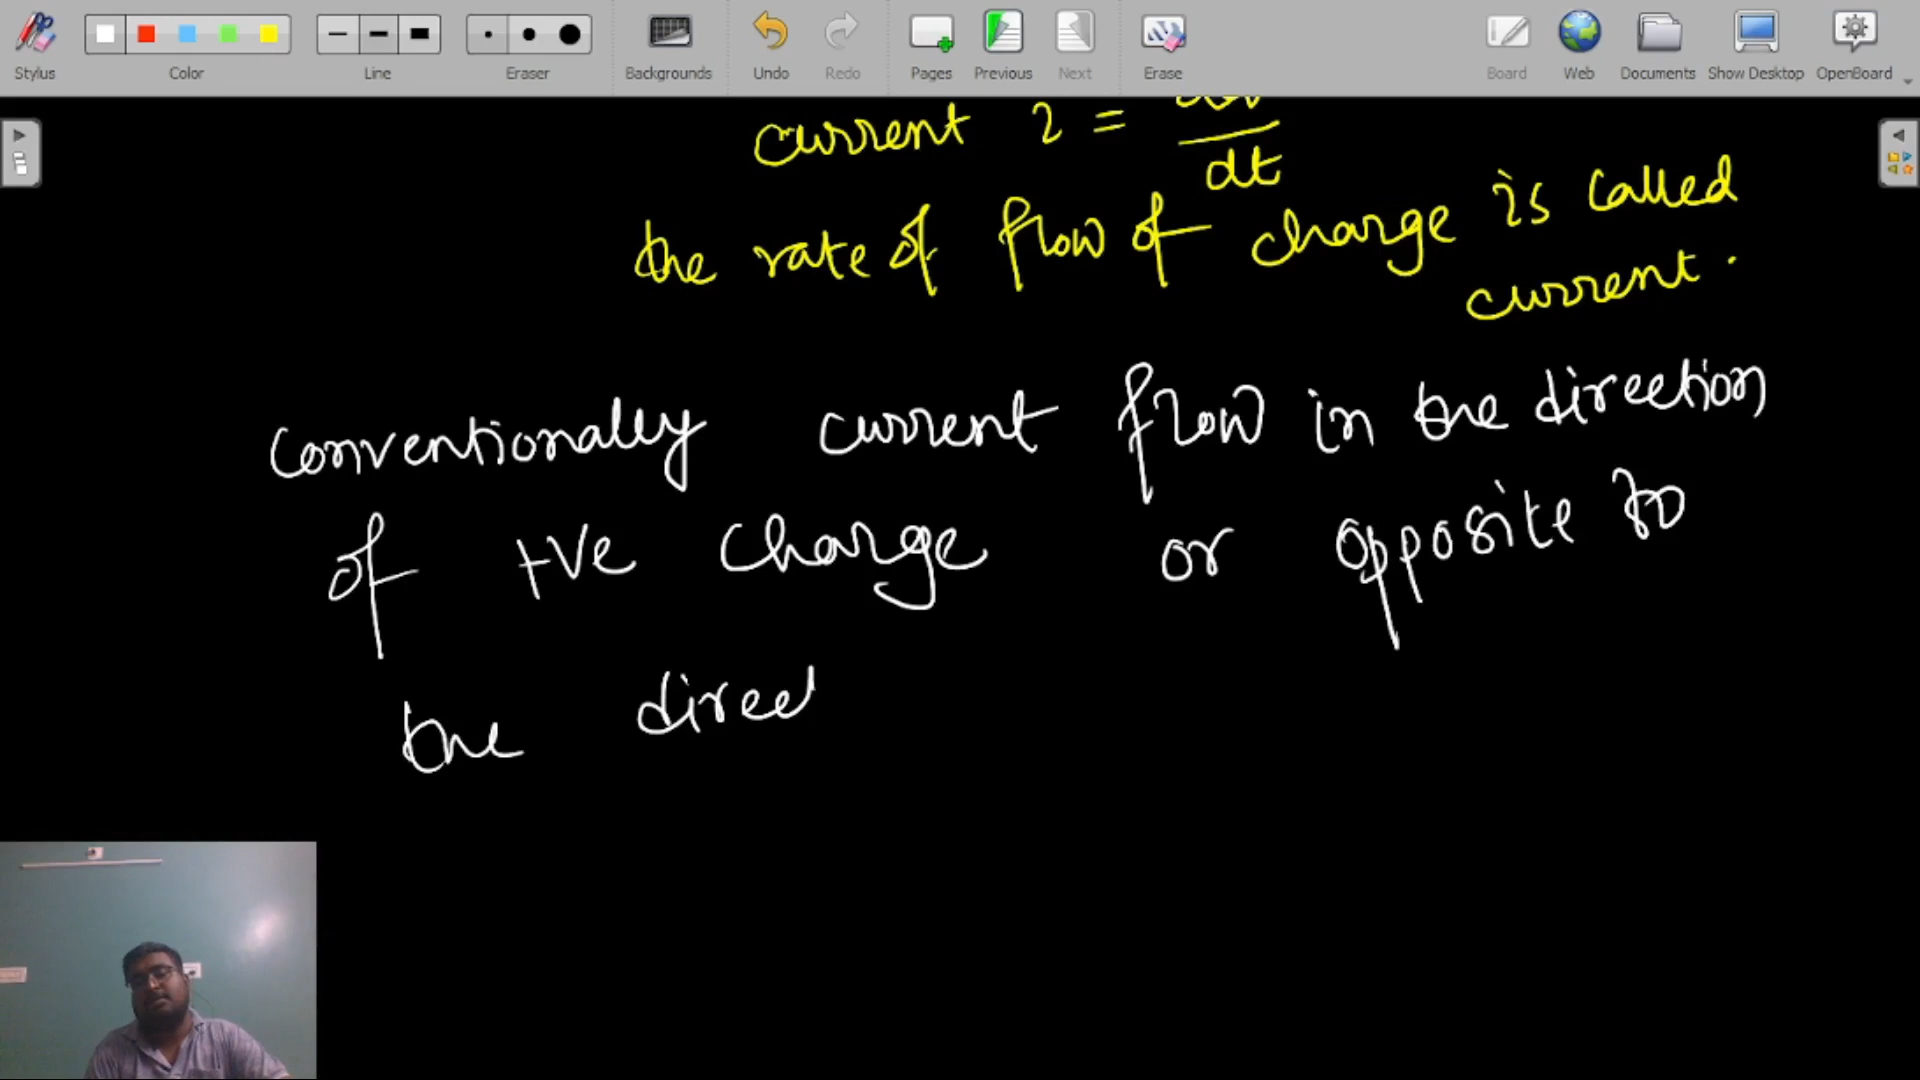 Stylus
Color
Line
Eraser
Backgrounds
Undo
Redo
Pages
Previous
Next
Erase
Board
Web
Documents
Show Desktop
OpenBoard
current i =
dt
the rate of flow of charge is called
current.
conventionally current flow in the direction
of +ve charge or opposite to
the direct